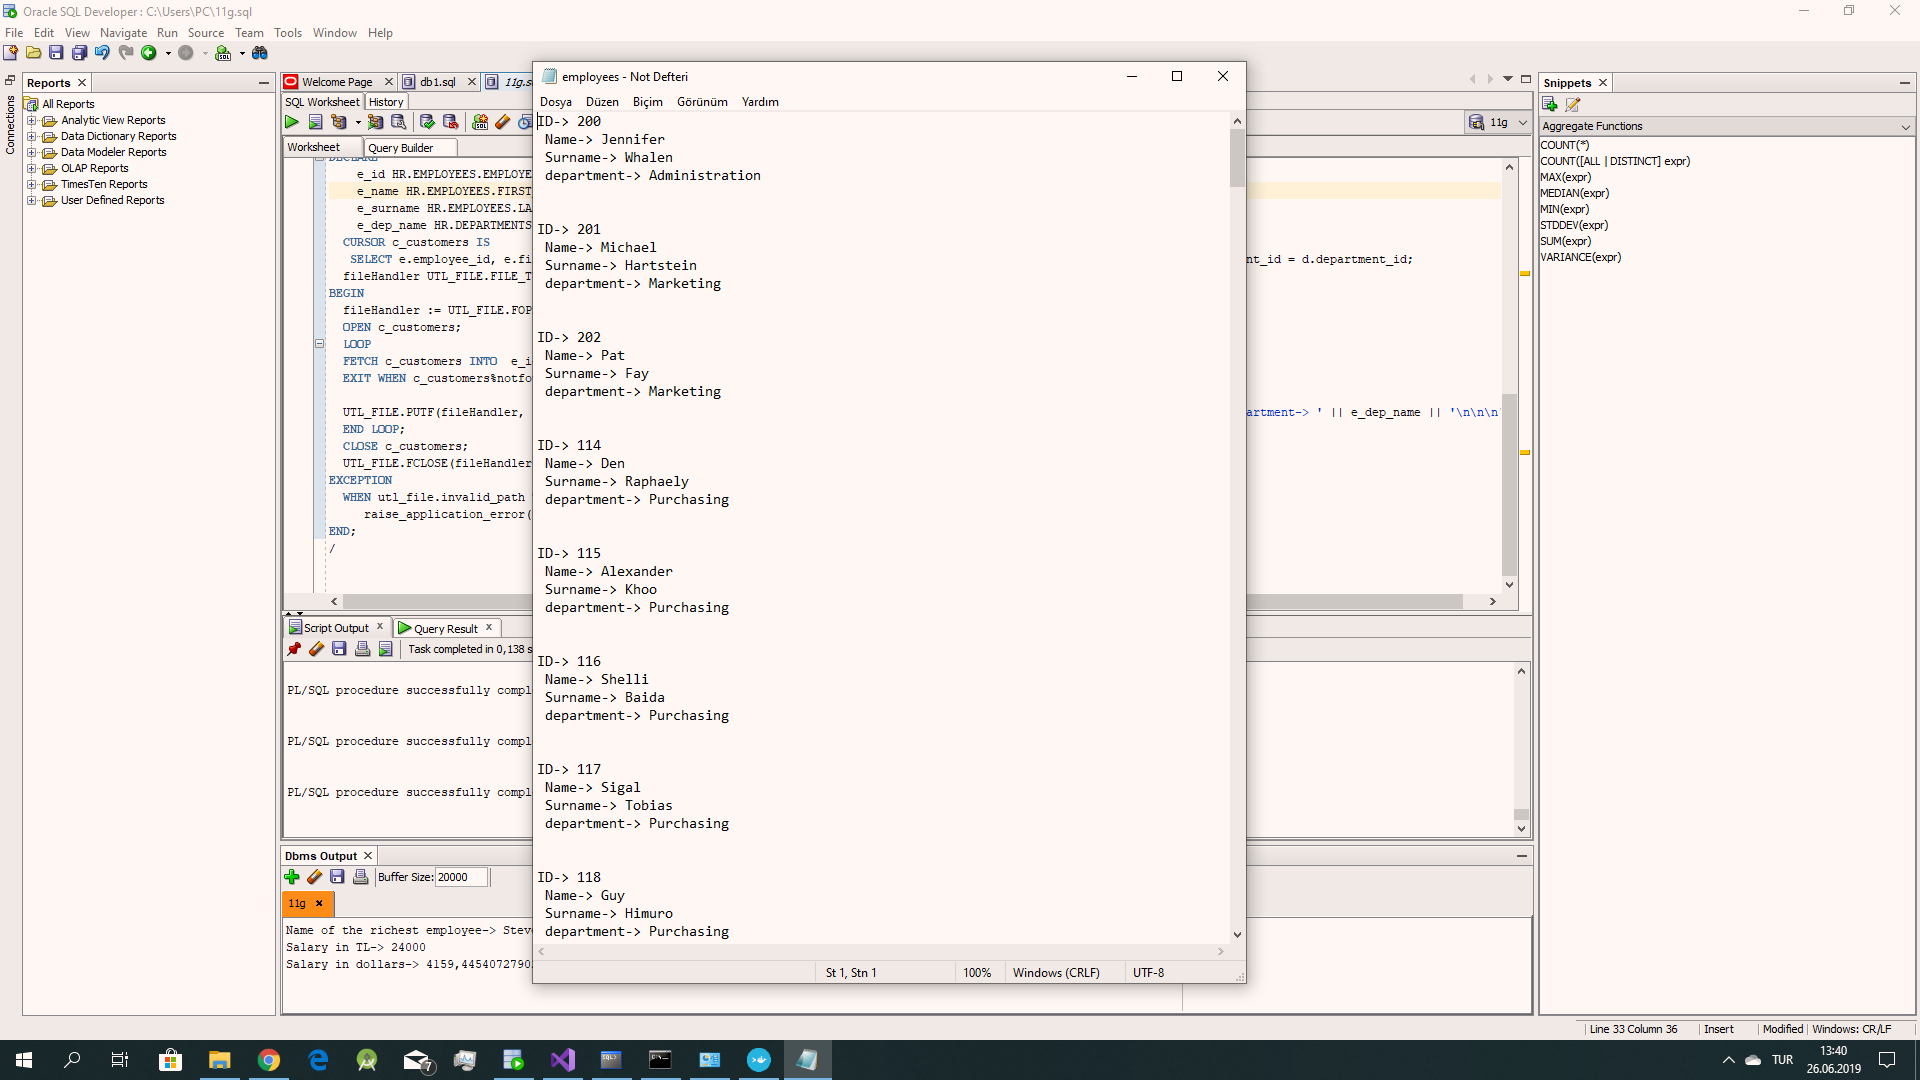 Oracle SQL Developer : C:\Users\PC\11g.sql
File Edit View Navigate Run Source Team Tools Window Help
Connections
Reports
All Reports
Analytic View Reports
Data Dictionary Reports
Data Modeler Reports
OLAP Reports
TimesTen Reports
User Defined Reports
Welcome Page
db1.sql
11g.s
SQL Worksheet History
11g
Worksheet Query Builder
DECLARE
e_id HR.EMPLOYEES.EMPLOYE
e_name HR.EMPLOYEES.FIRST
e_surname HR.EMPLOYEES.LA
e_dep_name HR.DEPARTMENTS
CURSOR c_customers IS
SELECT e.employee_id, e.fi
nt_id = d.department_id;
fileHandler UTL_FILE.FILE_T
BEGIN
fileHandler := UTL_FILE.FOP
OPEN c_customers;
LOOP
FETCH c_customers INTO e_i
EXIT WHEN c_customers%notfo
UTL_FILE.PUTF(fileHandler,
artment-> ' || e_dep_name || '\n\n\n'
END LOOP;
CLOSE c_customers;
UTL_FILE.FCLOSE(fileHandler
EXCEPTION
WHEN utl_file.invalid_path
raise_application_error(
END;
/
employees - Not Defteri
Dosya Düzen Biçim Görünüm Yardım
ID-> 200
Name-> Jennifer
Surname-> Whalen
department-> Administration
ID-> 201
Name-> Michael
Surname-> Hartstein
department-> Marketing
ID-> 202
Name-> Pat
Surname-> Fay
department-> Marketing
ID-> 114
Name-> Den
Surname-> Raphaely
department-> Purchasing
ID-> 115
Name-> Alexander
Surname-> Khoo
department-> Purchasing
ID-> 116
Name-> Shelli
Surname-> Baida
department-> Purchasing
ID-> 117
Name-> Sigal
Surname-> Tobias
department-> Purchasing
ID-> 118
Name-> Guy
Surname-> Himuro
department-> Purchasing
St 1, Stn 1 100% Windows (CRLF) UTF-8
Script Output
Query Result
Task completed in 0,138 s
PL/SQL procedure successfully compl
PL/SQL procedure successfully compl
PL/SQL procedure successfully compl
Dbms Output
Buffer Size: 20000
11g
Name of the richest employee-> Stev
Salary in TL-> 24000
Salary in dollars-> 4159,445407279
Snippets
Aggregate Functions
COUNT(*)
COUNT([ALL | DISTINCT] expr)
MAX(expr)
MEDIAN(expr)
MIN(expr)
STDDEV(expr)
SUM(expr)
VARIANCE(expr)
Line 33 Column 36 Insert Modified Windows: CR/LF
7
TUR
13:40
26.06.2019